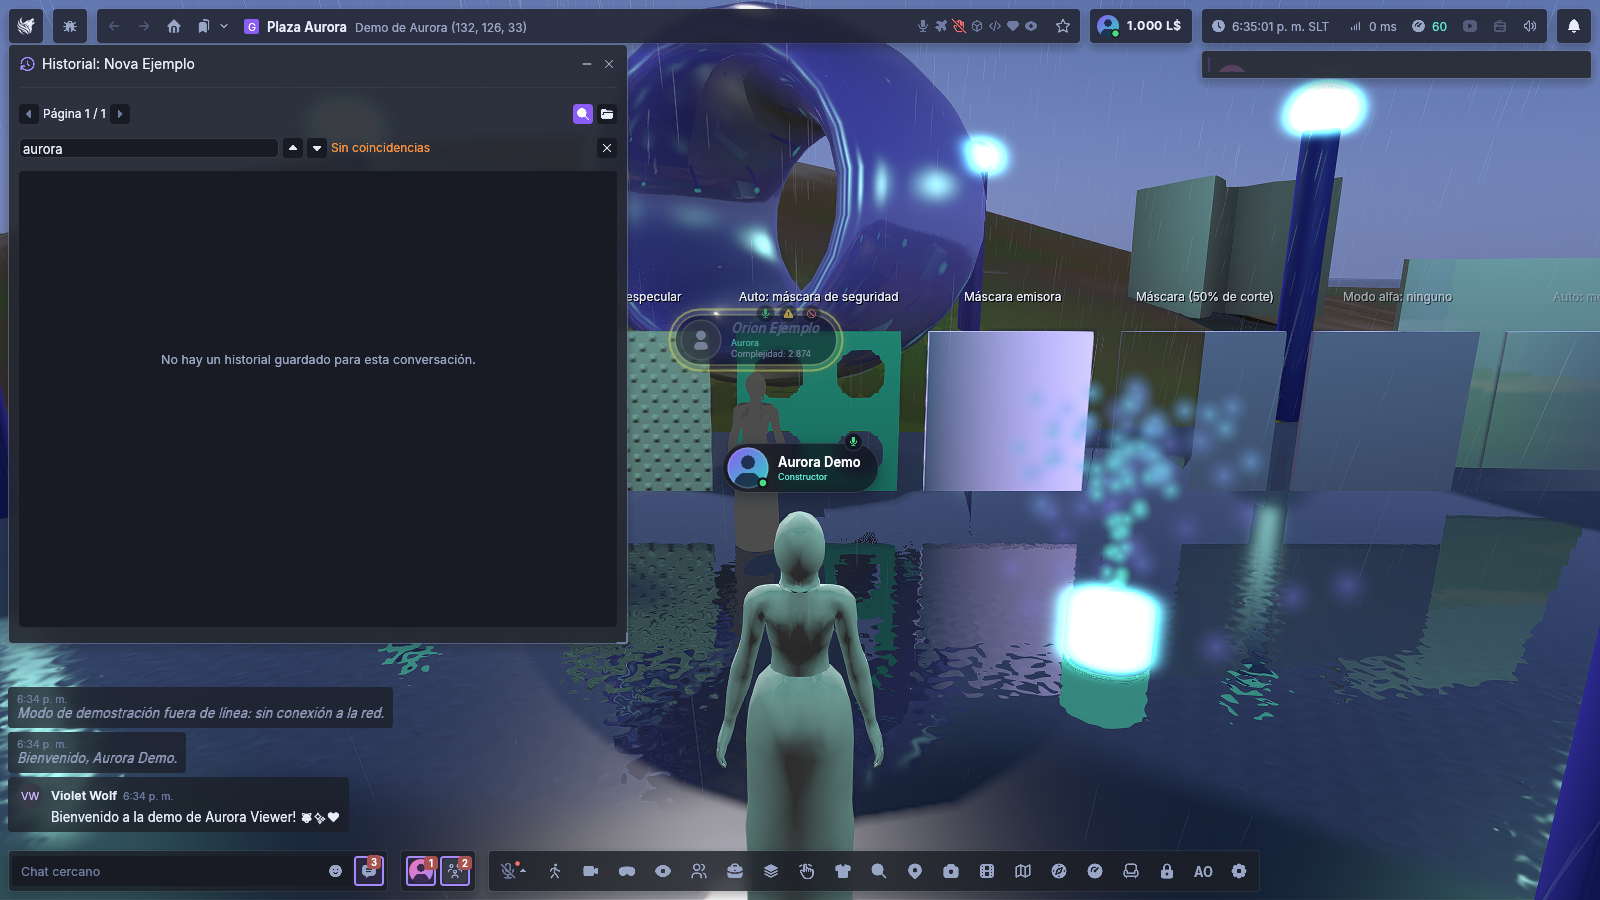 Plaza Aurora Demo de Aurora (132, 126, 33)
1.000 L$
6:35:01 p. m. SLT
0 ms
60
Historial: Nova Ejemplo
Página 1 / 1
aurora
Sin coincidencias
No hay un historial guardado para esta conversación.
especular
Auto: máscara de seguridad
Máscara emisora
Máscara (50% de corte)
Modo alfa: ninguno
Orion Ejemplo
Aurora
Complejidad: 2.874
Aurora Demo
Constructor
6:34 p. m.
Modo de demostración fuera de línea: sin conexión a la red.
6:34 p. m.
Bienvenido, Aurora Demo.
VW Violet Wolf 6:34 p. m.
Bienvenido a la demo de Aurora Viewer!
Chat cercano
3
1
2
AO